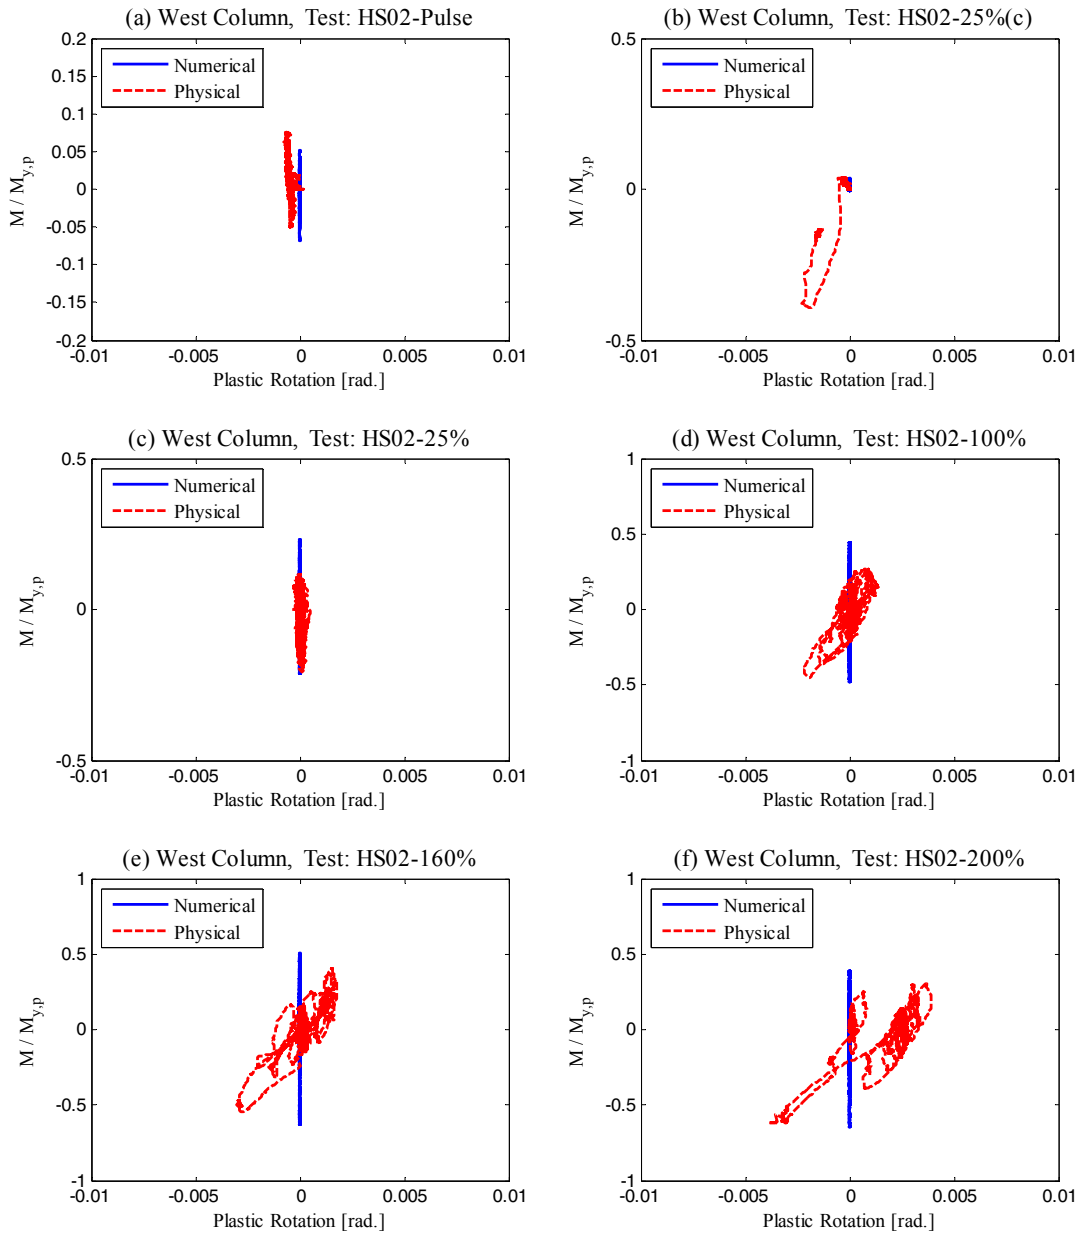 (a) West Column, Test: HS02-Pulse
Numerical
Physical
M / M_y,p
0.2
0.15
0.1
0.05
0
-0.05
-0.1
-0.15
-0.2
-0.01 -0.005 0 0.005 0.01
Plastic Rotation [rad.]
(b) West Column, Test: HS02-25%(c)
Numerical
Physical
M / M_y,p
0.5
0
-0.5
-0.01 -0.005 0 0.005 0.01
Plastic Rotation [rad.]
(c) West Column, Test: HS02-25%
Numerical
Physical
M / M_y,p
0.5
0
-0.5
-0.01 -0.005 0 0.005 0.01
Plastic Rotation [rad.]
(d) West Column, Test: HS02-100%
Numerical
Physical
M / M_y,p
1
0.5
0
-0.5
-1
-0.01 -0.005 0 0.005 0.01
Plastic Rotation [rad.]
(e) West Column, Test: HS02-160%
Numerical
Physical
M / M_y,p
1
0.5
0
-0.5
-1
-0.01 -0.005 0 0.005 0.01
Plastic Rotation [rad.]
(f) West Column, Test: HS02-200%
Numerical
Physical
M / M_y,p
1
0.5
0
-0.5
-1
-0.01 -0.005 0 0.005 0.01
Plastic Rotation [rad.]